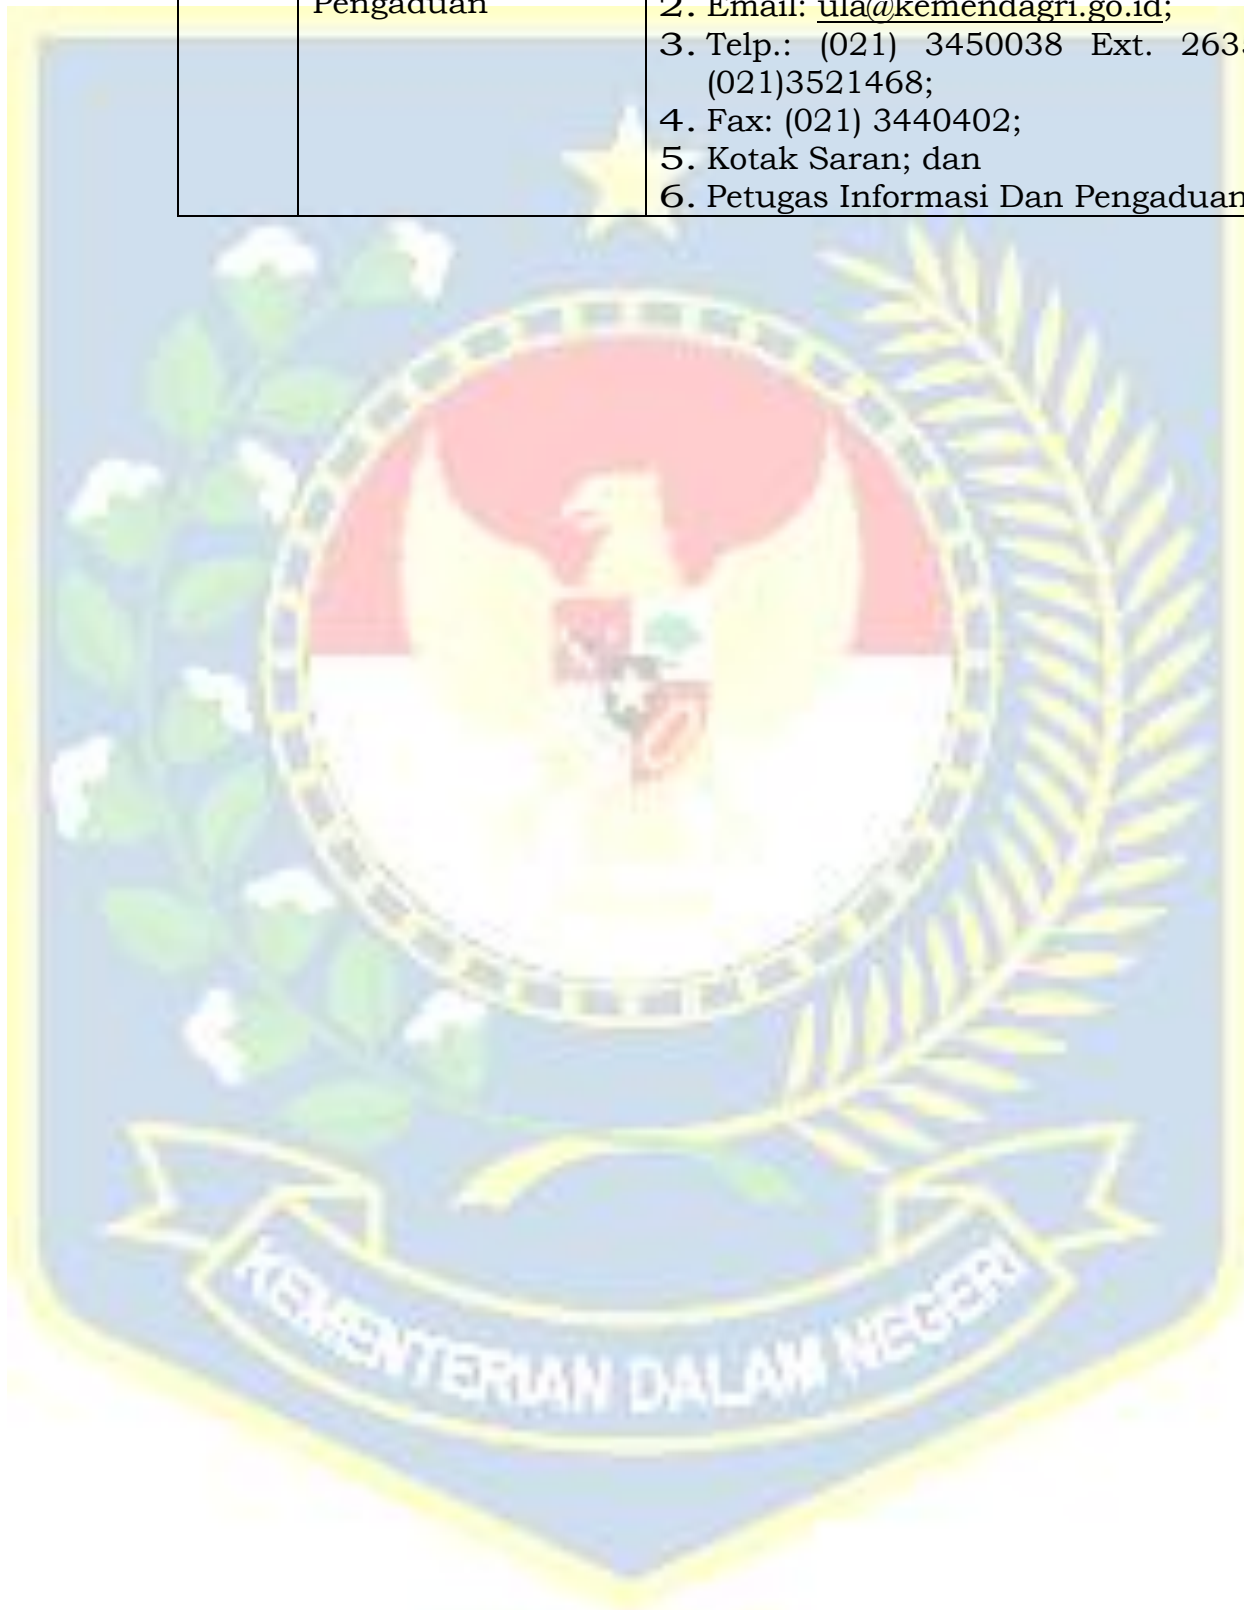 Pengaduan
2. Email: ula@kemendagri.go.id;
3. Telp.: (021) 3450038 Ext. 263
(021)3521468;
4. Fax: (021) 3440402;
5. Kotak Saran; dan
6. Petugas Informasi Dan Pengaduan
KEMENTERIAN DALAM NEGERI